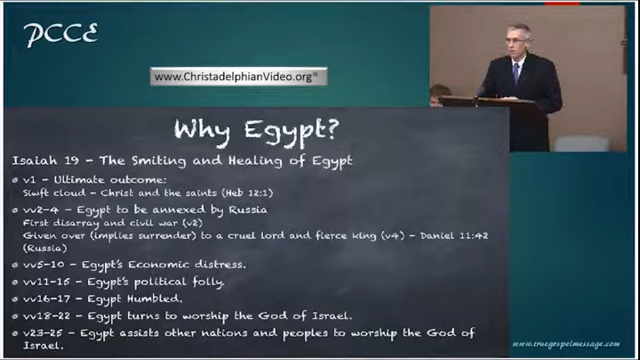 PCCE
www.ChristadelphianVideo.org®
Why Egypt?
Isaiah 19 - The Smiting and Healing of Egypt
v1 - Ultimate outcome:
Swift cloud - Christ and the saints (Heb 12:1)
vv2-4 - Egypt to be annexed by Russia
First disarray and civil war (v2)
Given over (implies surrender) to a cruel lord and fierce king (v4) - Daniel 11:42
(Russia)
vv5-10 - Egypt's Economic distress.
vv11-15 - Egypt's political folly.
vv16-17 - Egypt Humbled.
vv18-22 - Egypt turns to worship the God of Israel.
v23-25 - Egypt assists other nations and peoples to worship the God of
Israel.
www.truegospelmessage.com